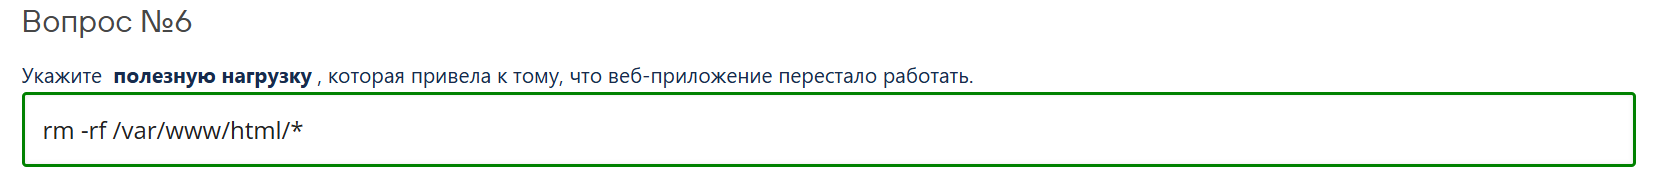 Вопрос №6
Укажите полезную нагрузку , которая привела к тому, что веб-приложение перестало работать.
rm -rf /var/www/html/*